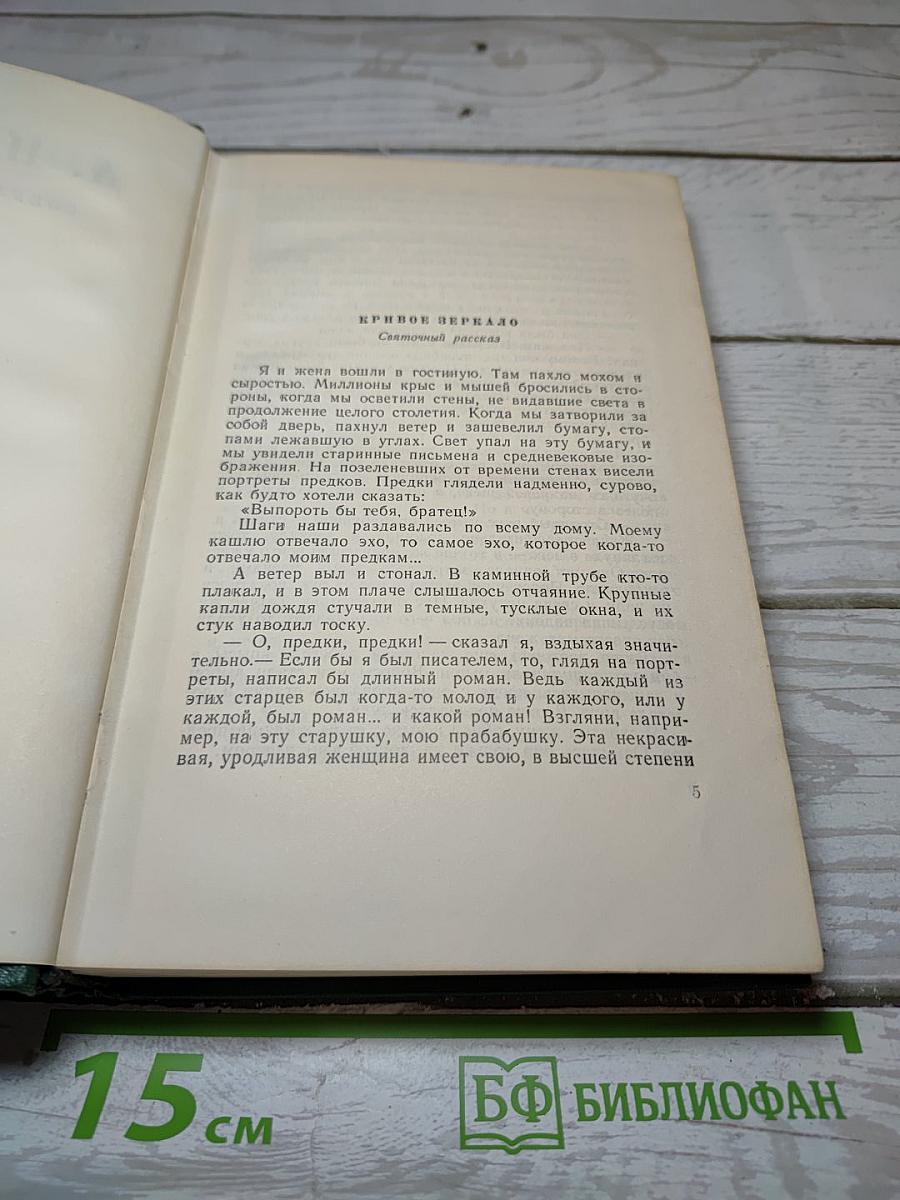 КРИВОЕ ЗЕРКАЛО
Святочный рассказ
Я и жена вошли в гостиную. Там пахло мохом и
сыростью. Миллионы крыс и мышей бросились в сто-
роны, когда мы осветили стены, не видавшие света в
продолжение целого столетия. Когда мы затворили за
собой дверь, пахнул ветер и зашевелил бумагу, сто-
пами лежавшую в углах. Свет упал на эту бумагу, и
мы увидели старинные письмена и средневековые изо-
бражения. На позеленевших от времени стенах висели
портреты предков. Предки глядели надменно, сурово,
как будто хотели сказать:
«Выпороть бы тебя, братец!»
Шаги наши раздавались по всему дому. Моему
кашлю отвечало эхо, то самое эхо, которое когда-то
отвечало моим предкам...
А ветер выл и стонал. В каминной трубе кто-то
плакал, и в этом плаче слышалось отчаяние. Крупные
капли дождя стучали в темные, тусклые окна, и их
стук наводил тоску.
— О, предки, предки! — сказал я, вздыхая значи-
тельно.— Если бы я был писателем, то, глядя на порт-
реты, написал бы длинный роман. Ведь каждый из
этих старцев был когда-то молод и у каждого, или у
каждой, был роман... и какой роман! Взгляни, напри-
мер, на эту старушку, мою прабабушку. Эта некраси-
вая, уродливая женщина имеет свою, в высшей степени
5
15 см
БФ БИБЛИОФАН